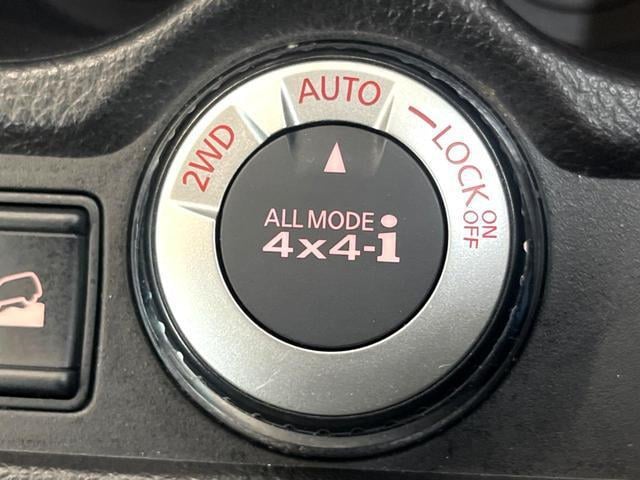 2WD
AUTO
LOCK
ON
OFF
ALL MODE
4x4-i